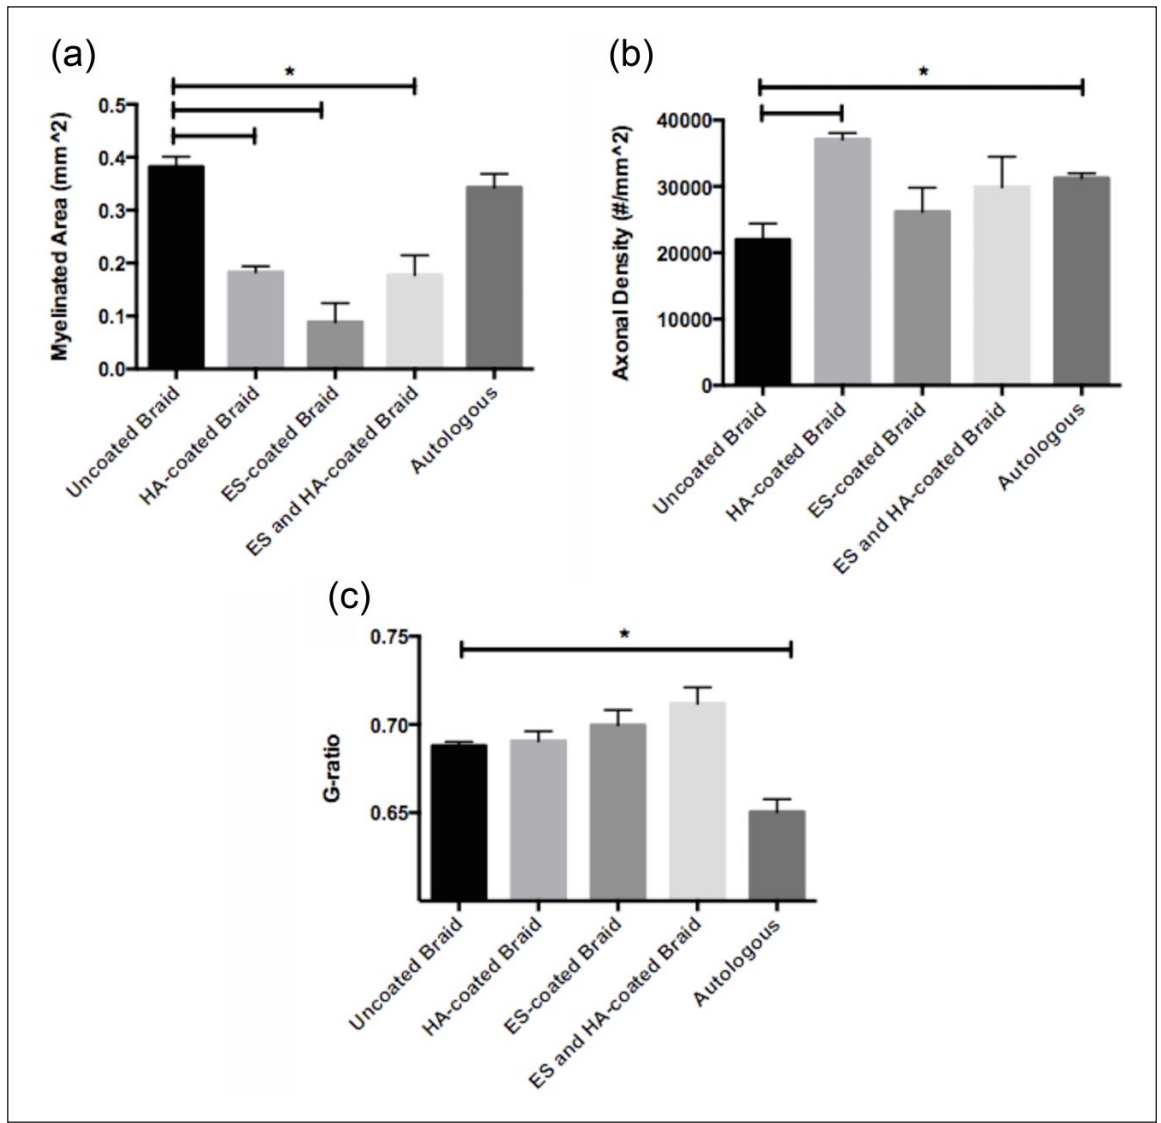 (a)
*
Myelinated Area (mm^2)
0.5
0.4
0.3
0.2
0.1
0.0
Uncoated Braid
HA-coated Braid
ES-coated Braid
ES and HA-coated Braid
Autologous
(b)
*
Axonal Density (#/mm^2)
40000
30000
20000
10000
0
Uncoated Braid
HA-coated Braid
ES-coated Braid
ES and HA-coated Braid
Autologous
(c)
*
G-ratio
0.75
0.70
0.65
Uncoated Braid
HA-coated Braid
ES-coated Braid
ES and HA-coated Braid
Autologous